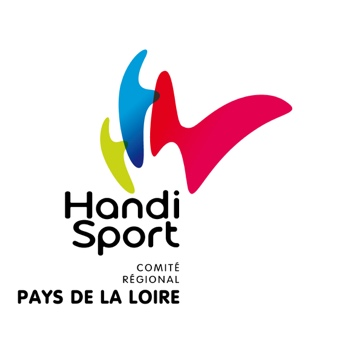 Handi
Sport
COMITÉ
RÉGIONAL
PAYS DE LA LOIRE